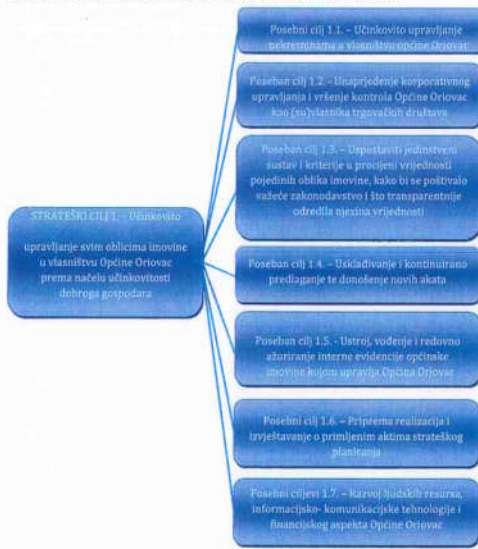 STRATEŠKI CILJ 1. - Učinkovito
upravljanje svim oblicima imovine
u vlasništvu Općine Oriovac
prema načelu učinkovitosti
dobroga gospodara
Posebni cilj 1.1. – Učinkovito upravljanje
nekretninama u vlasništvu općine Oriovac
Poseban cilj 1.2. - Unaprjeđenje korporativnog
upravljanja i vršenje kontrola Općine Oriovac
kao (su)vlasnika trgovačkih društava
Poseban cilj 1.3. – Uspostaviti jedinstveni
sustav i kriterije u procijeni vrijednosti
pojedinih oblika imovine, kako bi se poštivalo
važeće zakonodavstvo i što transparentnije
odredila njezina vrijednosti
Poseban cilj 1.4. – Usklađivanje i kontinuirano
predlaganje te donošenje novih akata
Poseban cilj 1.5. - Ustroj, vođenje i redovno
ažuriranje interne evidencije općinske
imovine kojom upravlja Općina Oriovac
Posebni cilj 1.6. – Priprema realizacija i
izvještavanje o primljenim aktima strateškog
planiranja
Posebni ciljevi 1.7. – Razvoj ljudskih resursa,
informacijsko- komunikacijske tehnologije i
financijskog aspekta Općine Oriovac